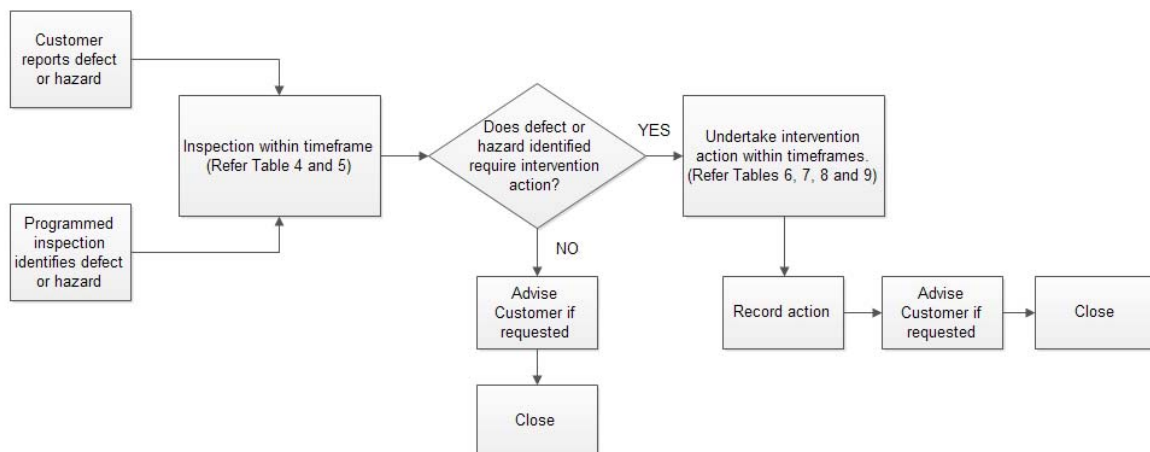 Customer
reports defect
or hazard
Programmed
inspection
identifies defect
or hazard
Inspection within timeframe
(Refer Table 4 and 5)
Does defect or
hazard identified
require intervention
action?
YES
NO
Undertake intervention
action within timeframes.
(Refer Tables 6, 7, 8 and 9)
Advise
Customer if
requested
Close
Record action
Advise
Customer if
requested
Close